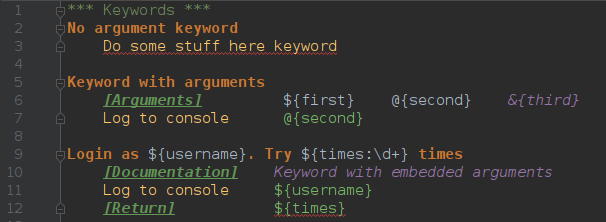 1 *** Keywords ***
2 No argument keyword
3     Do some stuff here keyword
4
5 Keyword with arguments
6     [Arguments]         ${first}    @{second}    &{third}
7     Log to console      @{second}
8
9 Login as ${username}. Try ${times:\d+} times
10     [Documentation]    Keyword with embedded arguments
11     Log to console     ${username}
12     [Return]           ${times}